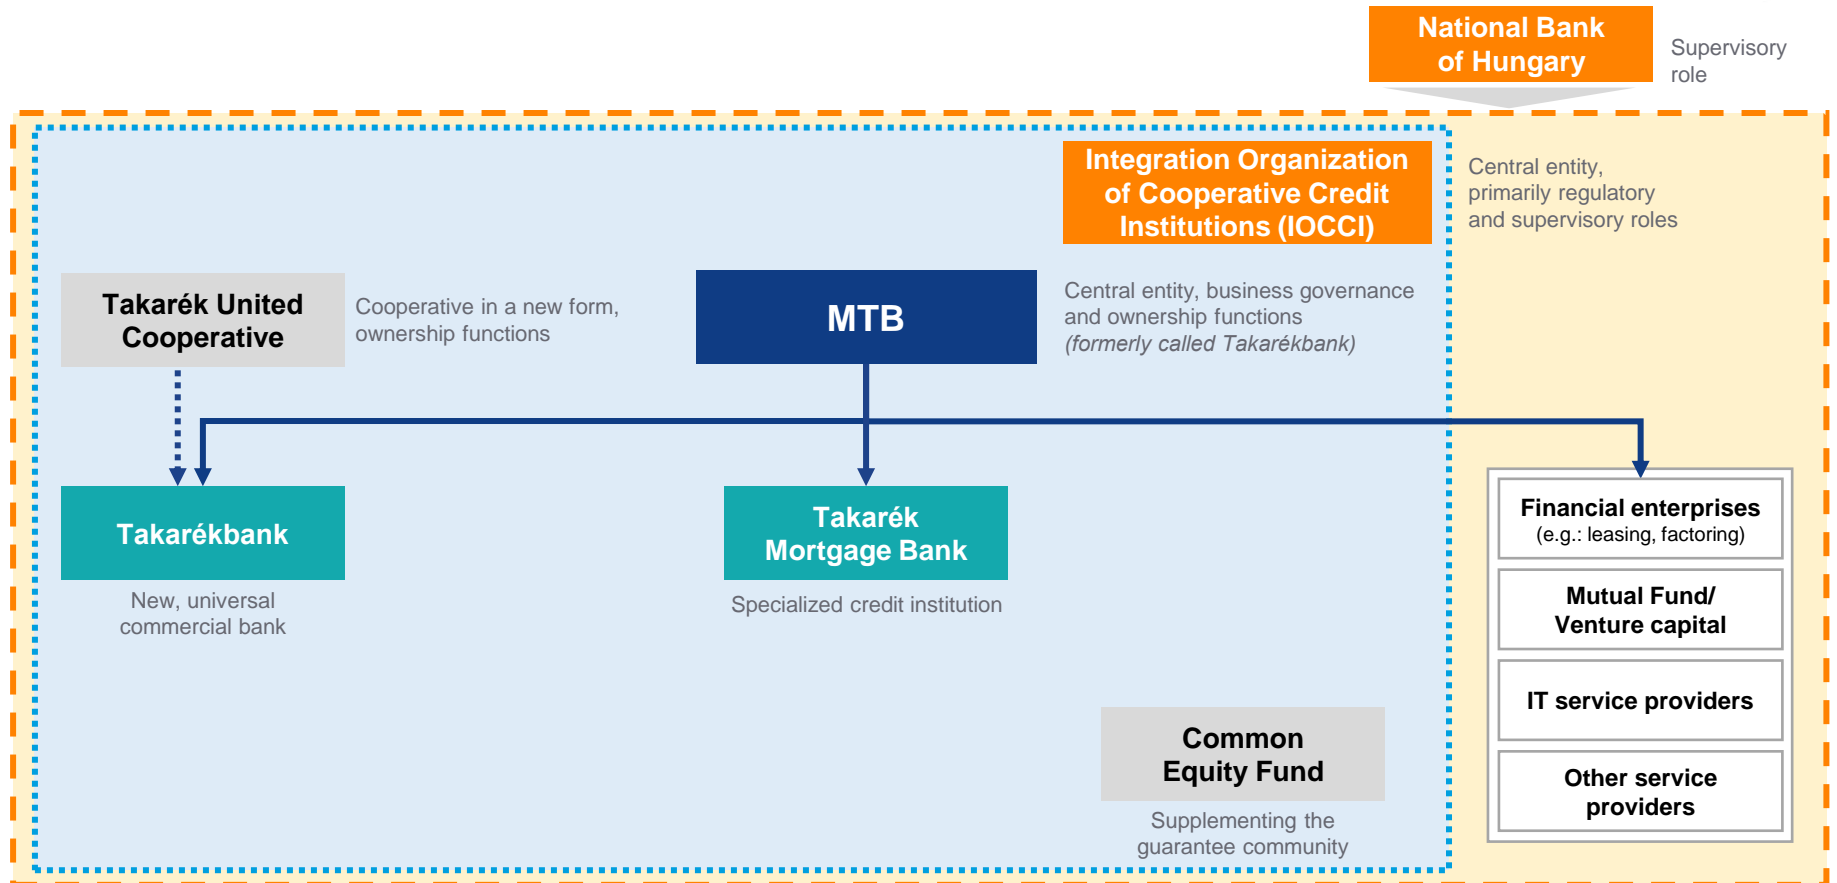 National Bank
of Hungary
Supervisory
role
Integration Organization
of Cooperative Credit
Institutions (IOCCI)
Central entity,
primarily regulatory
and supervisory roles
Takarék United
Cooperative
Cooperative in a new form,
ownership functions
MTB
Central entity, business governance
and ownership functions
(formerly called Takarékbank)
Takarékbank
New, universal
commercial bank
Takarék
Mortgage Bank
Specialized credit institution
Financial enterprises
(e.g.: leasing, factoring)
Mutual Fund/
Venture capital
IT service providers
Other service
providers
Common
Equity Fund
Supplementing the
guarantee community